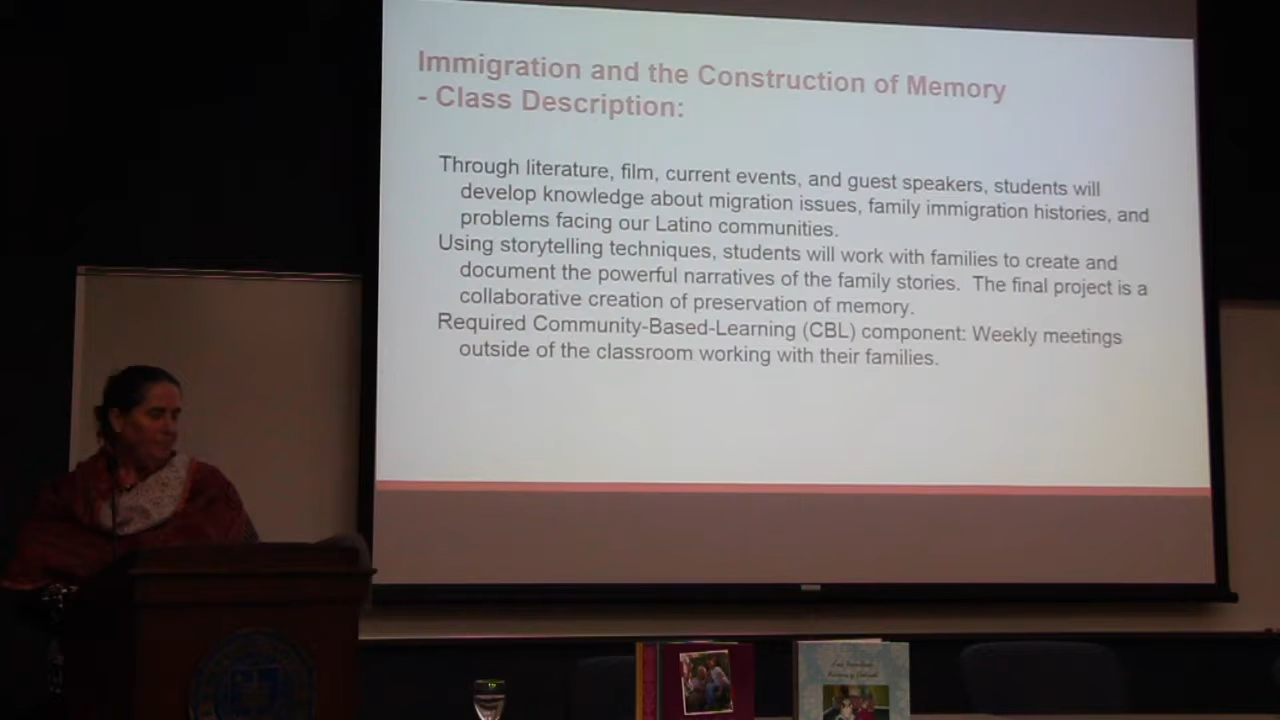 Immigration and the Construction of Memory
- Class Description:
Through literature, film, current events, and guest speakers, students will
develop knowledge about migration issues, family immigration histories, and
problems facing our Latino communities.
Using storytelling techniques, students will work with families to create and
document the powerful narratives of the family stories.  The final project is a
collaborative creation of preservation of memory.
Required Community-Based-Learning (CBL) component: Weekly meetings
outside of the classroom working with their families.